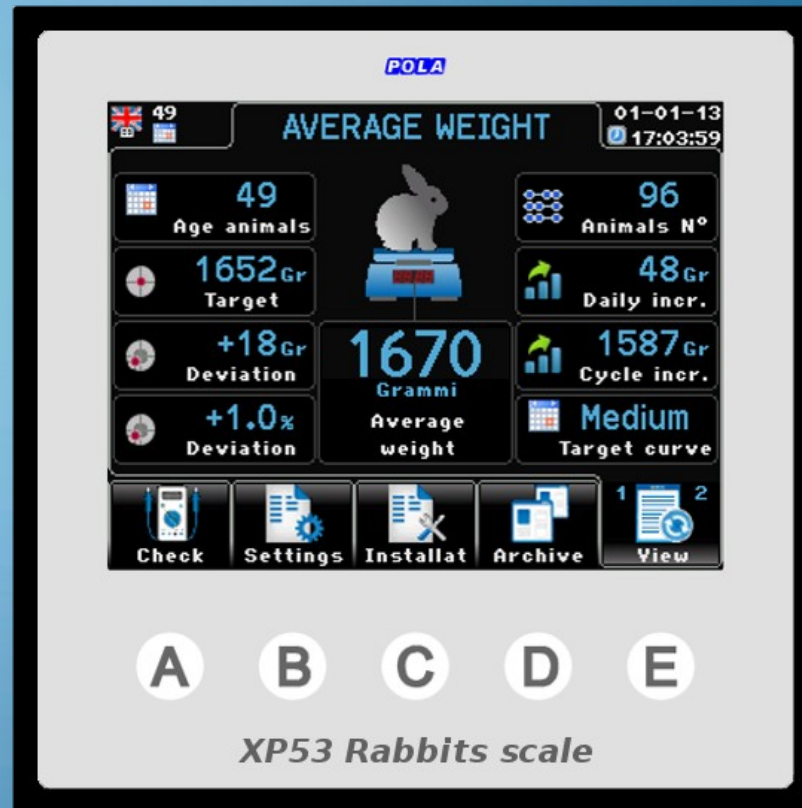 POLA
49
AVERAGE WEIGHT
01-01-13
17:03:59
49
Age animals
96
Animals Nº
1652Gr
Target
48Gr
Daily incr.
+18Gr
Deviation
1670
Grammi
Average
weight
1587Gr
Cycle incr.
+1.0%
Deviation
Medium
Target curve
1 2
Check
Settings
Installat
Archive
View
A B C D E
XP53 Rabbits scale